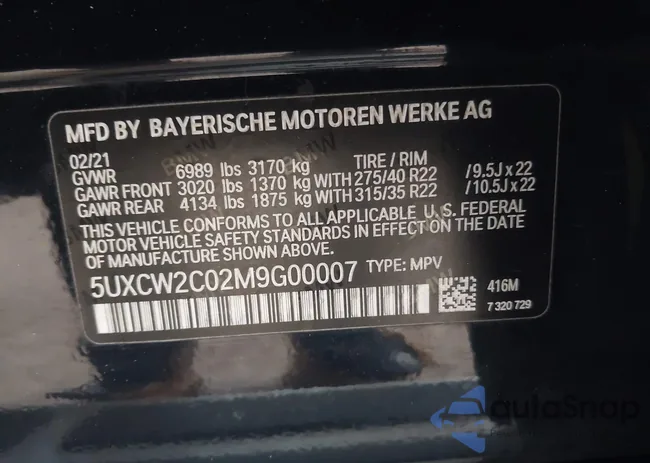 MFD BY BAYERISCHE MOTOREN WERKE AG
02/21
GVWR 6989 lbs 3170 kg TIRE / RIM
GAWR FRONT 3020 lbs 1370 kg WITH 275/40 R22 /9.5J x 22
GAWR REAR 4134 lbs 1875 kg WITH 315/35 R22 /10.5J x 22
THIS VEHICLE CONFORMS TO ALL APPLICABLE U.S. FEDERAL
MOTOR VEHICLE SAFETY STANDARDS IN EFFECT ON THE DATE
OF MANUFACTURE SHOWN ABOVE.
5UXCW2C02M9G00007 TYPE: MPV
416M
7 320 729
autoSnap